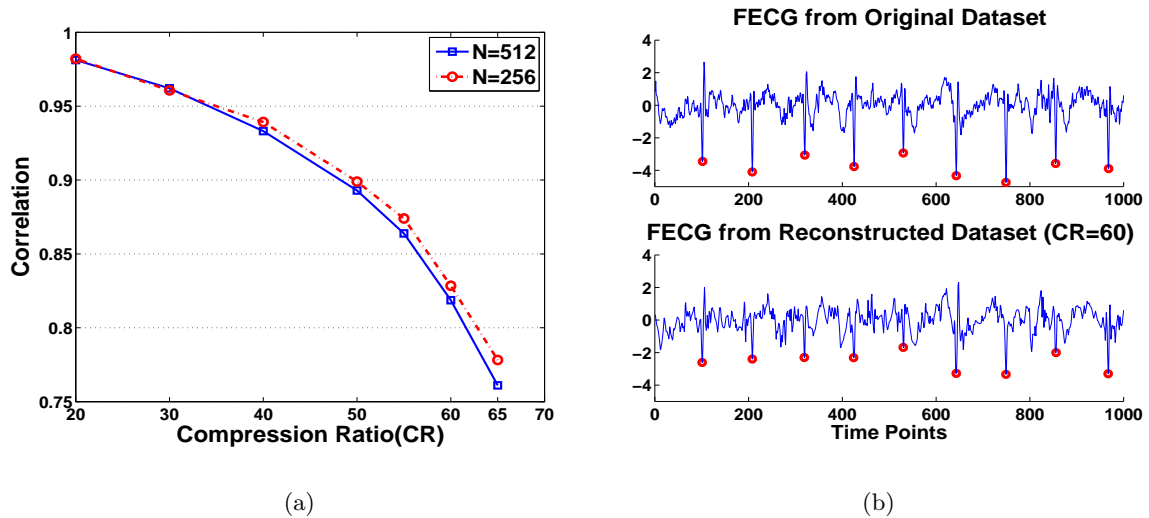 1
0.95
0.9
0.85
0.8
0.75
20 30 40 50 60 65 70
Correlation
Compression Ratio(CR)
N=512
N=256
(a)
FECG from Original Dataset
4
2
0
−2
−4
0 200 400 600 800 1000
FECG from Reconstructed Dataset (CR=60)
4
2
0
−2
−4
0 200 400 600 800 1000
Time Points
(b)